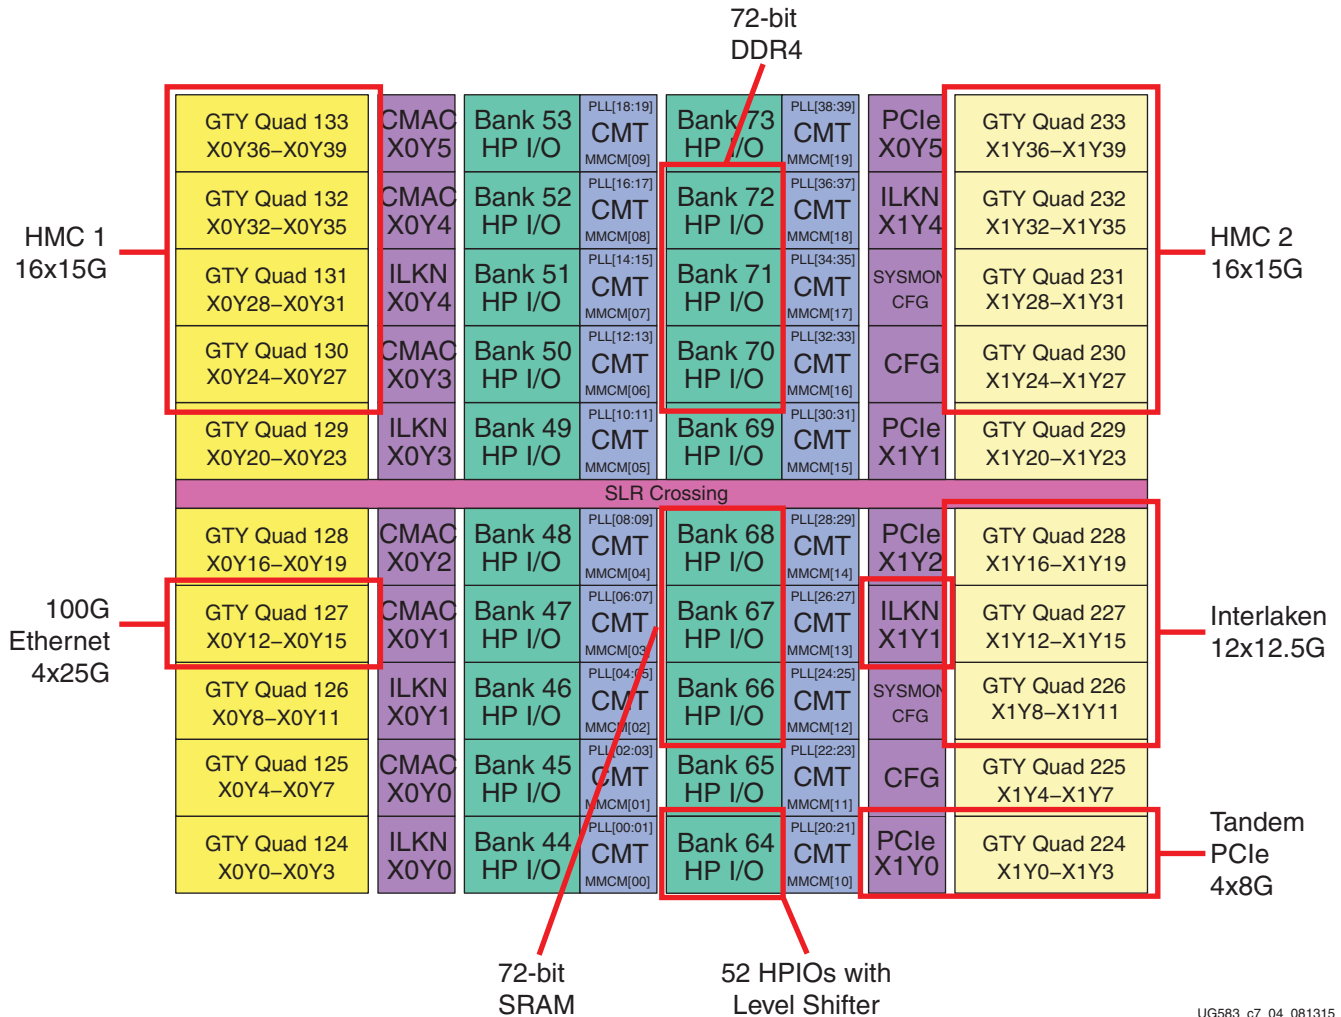 72-bit
DDR4
GTY Quad 133
X0Y36–X0Y39
CMAC
X0Y5
Bank 53
HP I/O
PLL[18:19]
CMT
MMCM[09]
Bank 73
HP I/O
PLL[38:39]
CMT
MMCM[19]
PCIe
X0Y5
GTY Quad 233
X1Y36–X1Y39
GTY Quad 132
X0Y32–X0Y35
CMAC
X0Y4
Bank 52
HP I/O
PLL[16:17]
CMT
MMCM[08]
Bank 72
HP I/O
PLL[36:37]
CMT
MMCM[18]
ILKN
X1Y4
GTY Quad 232
X1Y32–X1Y35
HMC 1
16x15G
HMC 2
16x15G
GTY Quad 131
X0Y28–X0Y31
ILKN
X0Y4
Bank 51
HP I/O
PLL[14:15]
CMT
MMCM[07]
Bank 71
HP I/O
PLL[34:35]
CMT
MMCM[17]
SYSMON
CFG
GTY Quad 231
X1Y28–X1Y31
GTY Quad 130
X0Y24–X0Y27
CMAC
X0Y3
Bank 50
HP I/O
PLL[12:13]
CMT
MMCM[06]
Bank 70
HP I/O
PLL[32:33]
CMT
MMCM[16]
CFG
GTY Quad 230
X1Y24–X1Y27
GTY Quad 129
X0Y20–X0Y23
ILKN
X0Y3
Bank 49
HP I/O
PLL[10:11]
CMT
MMCM[05]
Bank 69
HP I/O
PLL[30:31]
CMT
MMCM[15]
PCIe
X1Y1
GTY Quad 229
X1Y20–X1Y23
SLR Crossing
GTY Quad 128
X0Y16–X0Y19
CMAC
X0Y2
Bank 48
HP I/O
PLL[08:09]
CMT
MMCM[04]
Bank 68
HP I/O
PLL[28:29]
CMT
MMCM[14]
PCIe
X1Y2
GTY Quad 228
X1Y16–X1Y19
100G
Ethernet
4x25G
GTY Quad 127
X0Y12–X0Y15
CMAC
X0Y1
Bank 47
HP I/O
PLL[06:07]
CMT
MMCM[03]
Bank 67
HP I/O
PLL[26:27]
CMT
MMCM[13]
ILKN
X1Y1
GTY Quad 227
X1Y12–X1Y15
Interlaken
12x12.5G
GTY Quad 126
X0Y8–X0Y11
ILKN
X0Y1
Bank 46
HP I/O
PLL[04:05]
CMT
MMCM[02]
Bank 66
HP I/O
PLL[24:25]
CMT
MMCM[12]
SYSMON
CFG
GTY Quad 226
X1Y8–X1Y11
GTY Quad 125
X0Y4–X0Y7
CMAC
X0Y0
Bank 45
HP I/O
PLL[02:03]
CMT
MMCM[01]
Bank 65
HP I/O
PLL[22:23]
CMT
MMCM[11]
CFG
GTY Quad 225
X1Y4–X1Y7
GTY Quad 124
X0Y0–X0Y3
ILKN
X0Y0
Bank 44
HP I/O
PLL[00:01]
CMT
MMCM[00]
Bank 64
HP I/O
PLL[20:21]
CMT
MMCM[10]
PCIe
X1Y0
GTY Quad 224
X1Y0–X1Y3
Tandem
PCIe
4x8G
72-bit
SRAM
52 HPIOs with
Level Shifter
UG583_c7_04_081315